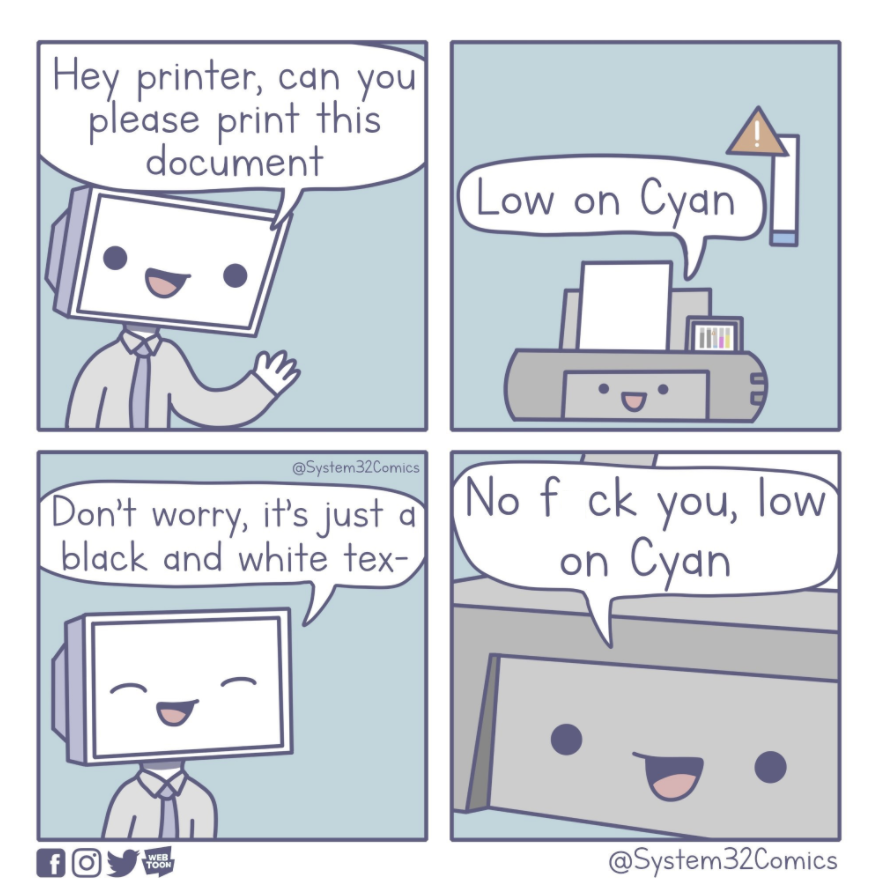 Hey printer, can you
please print this
document
!
Low on Cyan
@System32Comics
Don't worry, it's just a
black and white tex-
No f ck you, low
on Cyan
f
WEB
TOON
@System32Comics